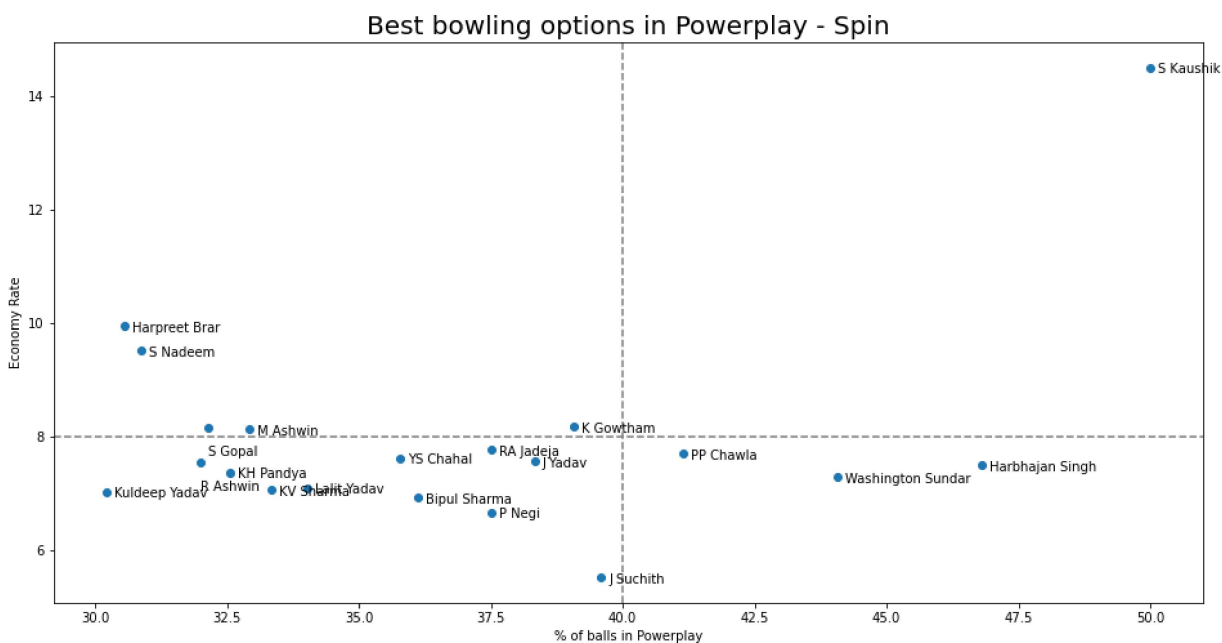 Best bowling options in Powerplay - Spin
S Kaushik
14
12
Economy Rate
10
Harpreet Brar
S Nadeem
8
M Ashwin
K Gowtham
S Gopal
YS Chahal
RA Jadeja
J Yadav
PP Chawla
Harbhajan Singh
KH Pandya
Washington Sundar
R Ashwin
Kuldeep Yadav
KV Sharma
Lalit Yadav
Bipul Sharma
P Negi
6
J Suchith
30.0 32.5 35.0 37.5 40.0 42.5 45.0 47.5 50.0
% of balls in Powerplay